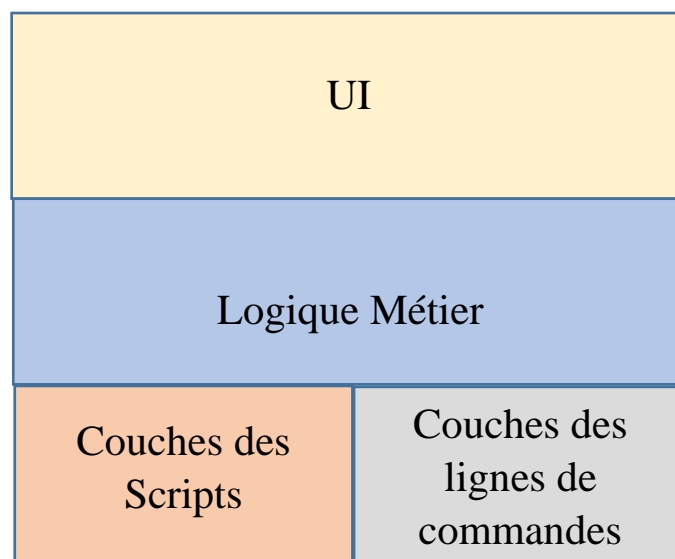 UI
Logique Métier
Couches des
Scripts
Couches des
lignes de
commandes